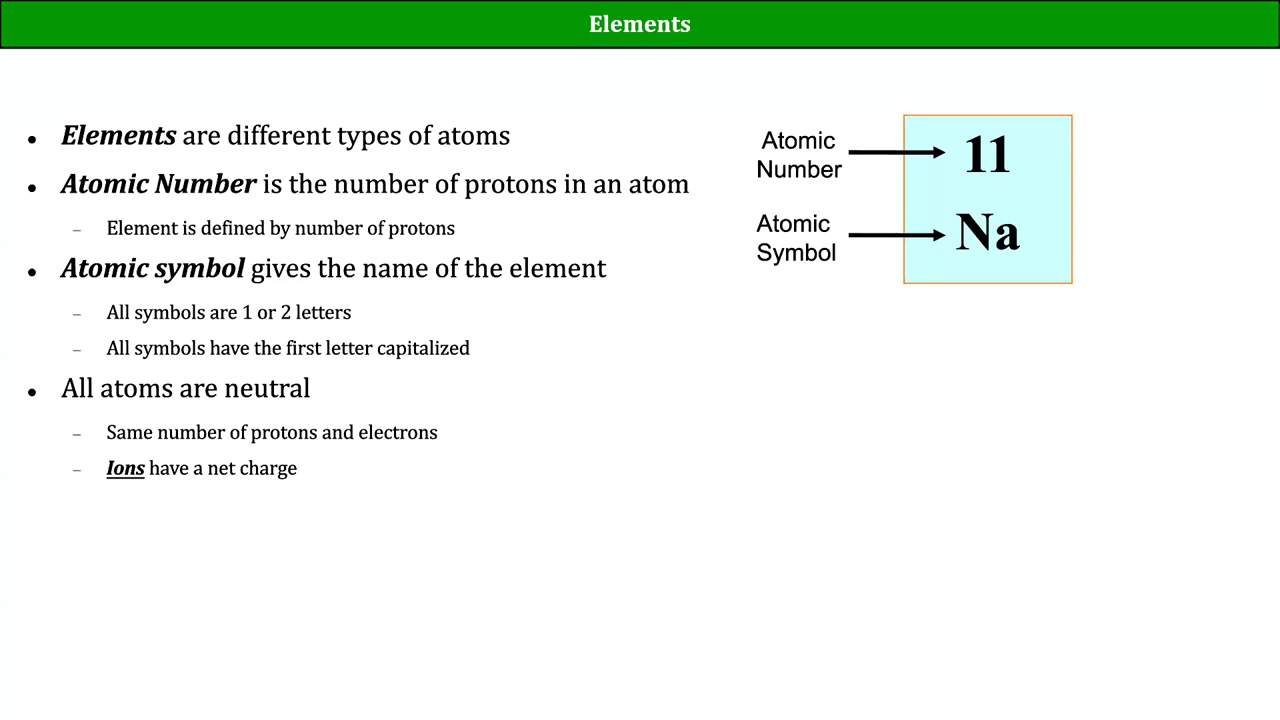 Elements
• Elements are different types of atoms
• Atomic Number is the number of protons in an atom
– Element is defined by number of protons
• Atomic symbol gives the name of the element
– All symbols are 1 or 2 letters
– All symbols have the first letter capitalized
• All atoms are neutral
– Same number of protons and electrons
– Ions have a net charge
Atomic
Number
11
Atomic
Symbol
Na